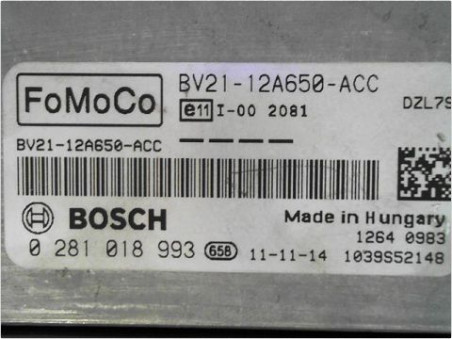 FoMoCo
BV21-12A650-ACC
e11 I-00 2081
DZL7S
BV21-12A650-ACC
BOSCH
Made in Hungary
1264 0983
0 281 018 993 658 11-11-14 1039S52148